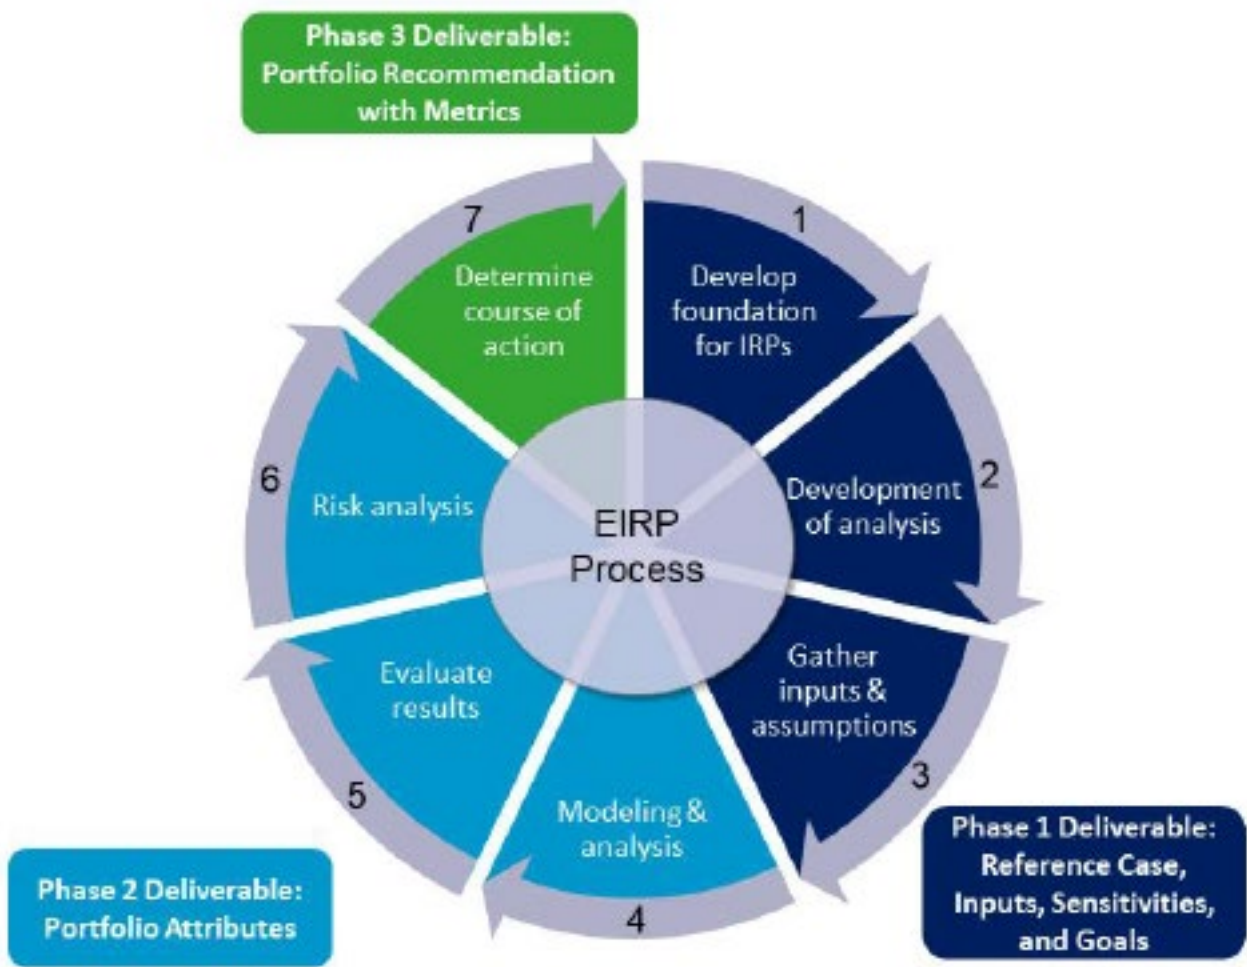 Phase 3 Deliverable:
Portfolio Recommendation
with Metrics
1
Develop
foundation
for IRPs
2
Development
of analysis
Gather
inputs &
assumptions
3
Phase 1 Deliverable:
Reference Case,
Inputs, Sensitivities,
and Goals
Modeling &
analysis
4
Evaluate
results
5
Phase 2 Deliverable:
Portfolio Attributes
6
Risk analysis
7
Determine
course of
action
EIRP
Process